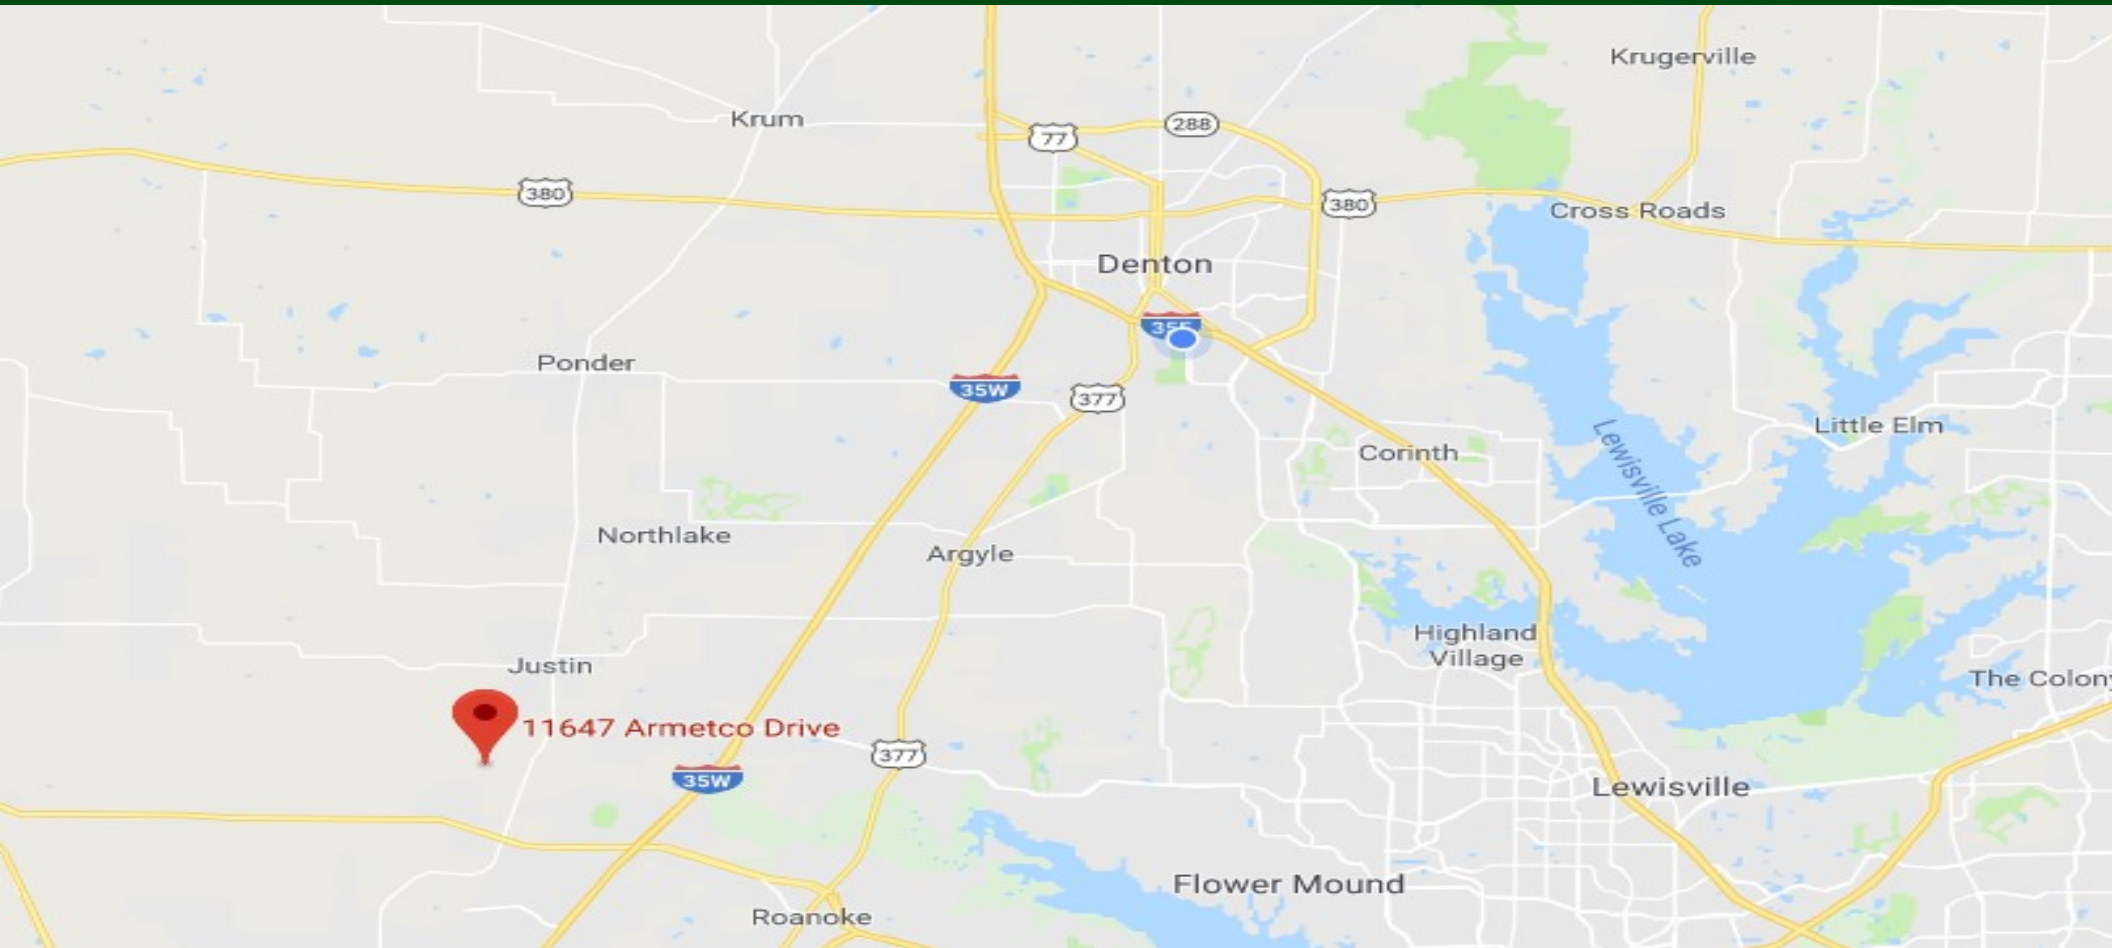 Krugerville
Krum
77
288
380
380
Cross Roads
Denton
35E
Ponder
35W
377
Little Elm
Corinth
Lewisville Lake
Northlake
Argyle
Highland
Village
Justin
The Colony
11647 Armetco Drive
377
35W
Lewisville
Flower Mound
Roanoke